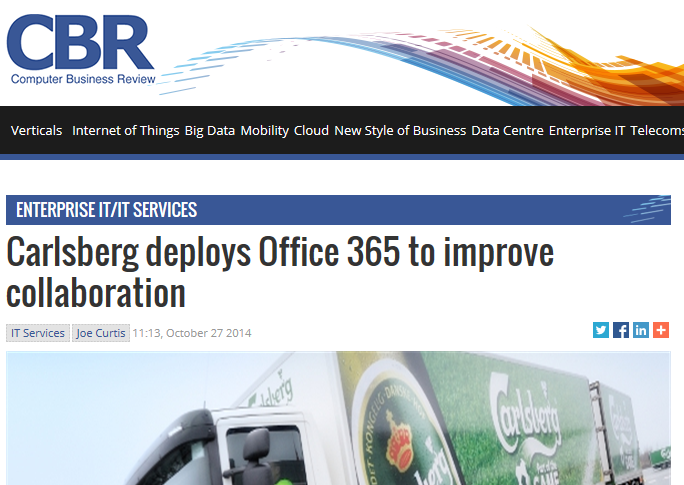 CBR
Computer Business Review
Verticals Internet of Things Big Data Mobility Cloud New Style of Business Data Centre Enterprise IT Telecoms
ENTERPRISE IT/IT SERVICES
Carlsberg deploys Office 365 to improve
collaboration
IT Services Joe Curtis 11:13, October 27 2014
Carlsberg
Carlsberg